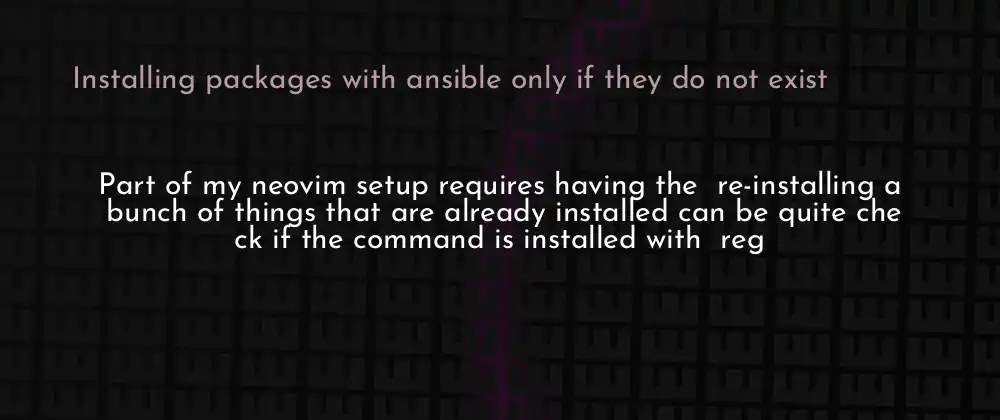 Installing packages with ansible only if they do not exist
Part of my neovim setup requires having the  re-installing a
bunch of things that are already installed can be quite che
ck if the command is installed with  reg